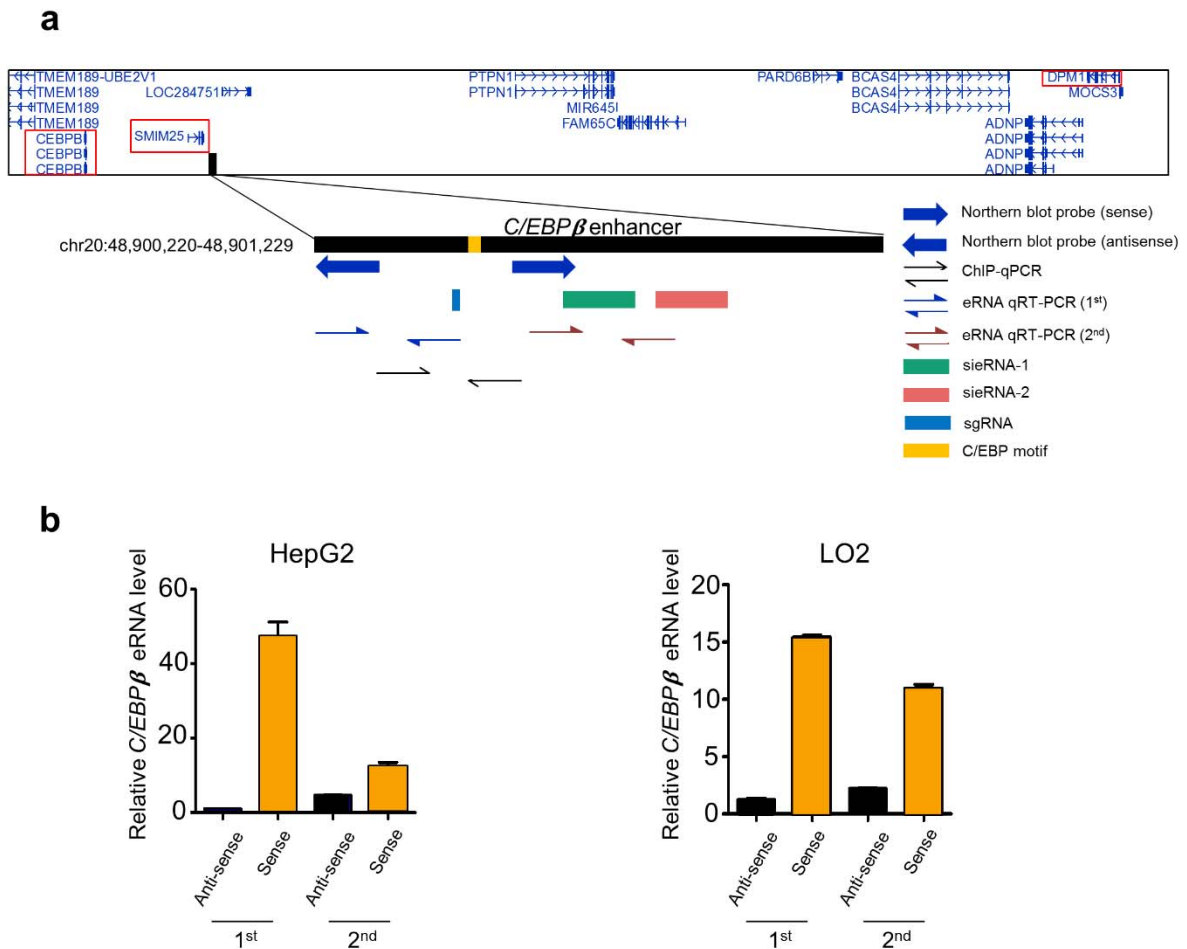 a
TMEM189-UBE2V1 PTPN1 PARD6B BCAS4 DPM1
TMEM189 LOC284751 PTPN1 BCAS4 MOCS3
TMEM189 MIR645 BCAS4
TMEM189 FAM65C ADNP
CEBPB SMIM25 ADNP
CEBPB ADNP
CEBPB ADNP
C/EBPβ enhancer
chr20:48,900,220-48,901,229
Northern blot probe (sense)
Northern blot probe (antisense)
ChIP-qPCR
eRNA qRT-PCR (1st)
eRNA qRT-PCR (2nd)
sieRNA-1
sieRNA-2
sgRNA
C/EBP motif
b
HepG2
Relative C/EBPβ eRNA level
60
40
20
0
Anti-sense Sense Anti-sense Sense
1st 2nd
LO2
Relative C/EBPβ eRNA level
20
15
10
5
0
Anti-sense Sense Anti-sense Sense
1st 2nd